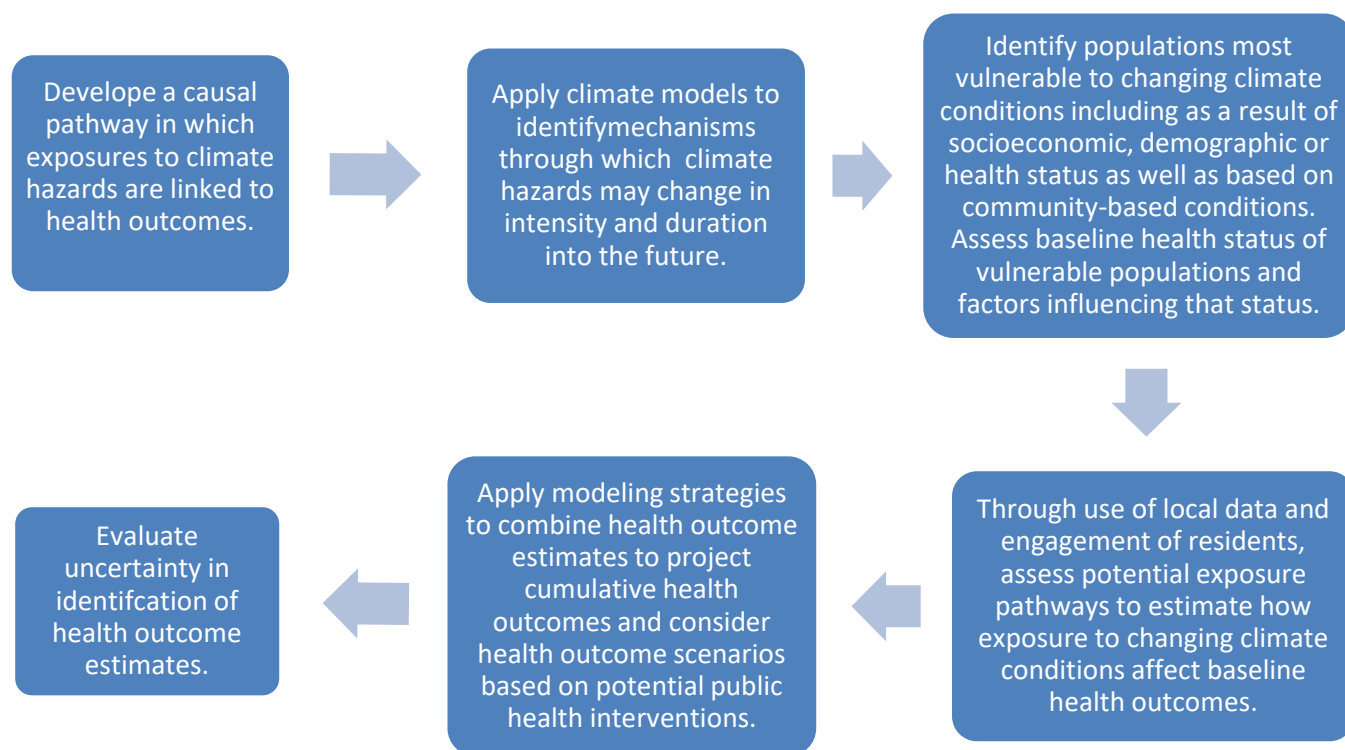 Develope a causal
pathway in which
exposures to climate
hazards are linked to
health outcomes.
Apply climate models to
identifymechanisms
through which climate
hazards may change in
intensity and duration
into the future.
Identify populations most
vulnerable to changing climate
conditions including as a result of
socioeconomic, demographic or
health status as well as based on
community-based conditions.
Assess baseline health status of
vulnerable populations and
factors influencing that status.
Through use of local data and
engagement of residents,
assess potential exposure
pathways to estimate how
exposure to changing climate
conditions affect baseline
health outcomes.
Apply modeling strategies
to combine health outcome
estimates to project
cumulative health
outcomes and consider
health outcome scenarios
based on potential public
health interventions.
Evaluate
uncertainty in
identifcation of
health outcome
estimates.